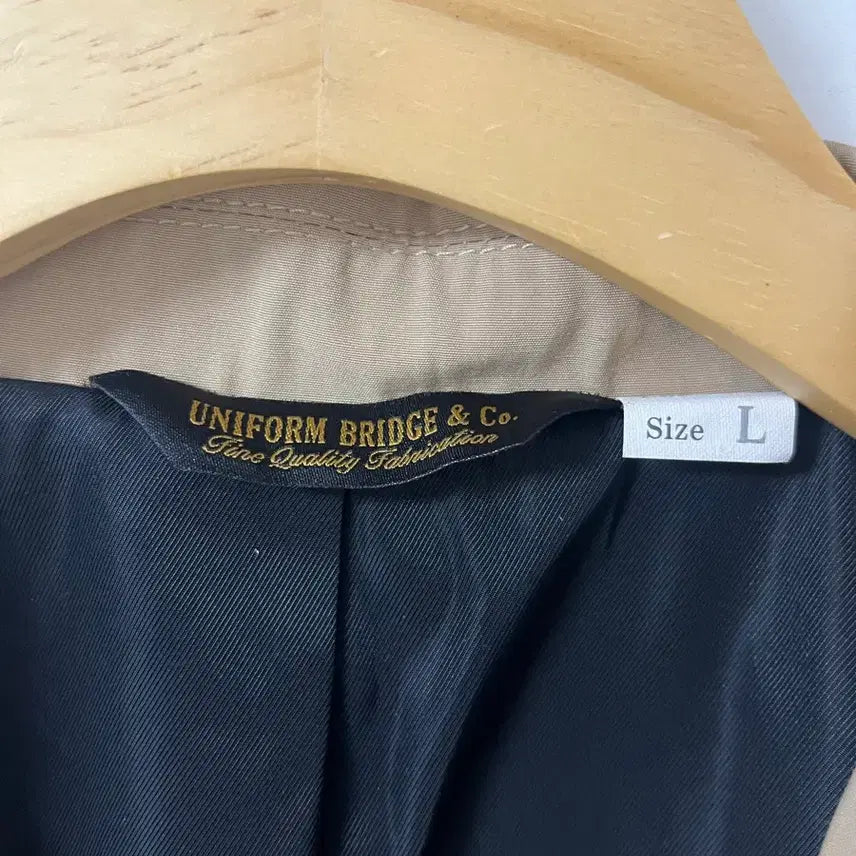 UNIFORM BRIDGE & Co.
Fine Quality Fabrication
Size L